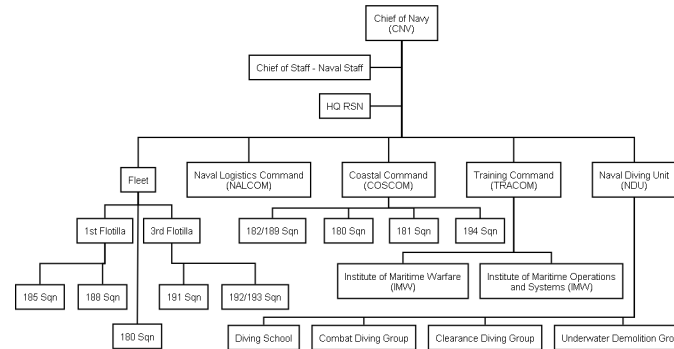 Chief of Navy
(CNV)
Chief of Staff - Naval Staff
HQ RSN
Fleet
Naval Logistics Command
(NALCOM)
Coastal Command
(COSCOM)
Training Command
(TRACOM)
Naval Diving Unit
(NDU)
1st Flotilla
3rd Flotilla
182/189 Sqn
180 Sqn
181 Sqn
194 Sqn
185 Sqn
188 Sqn
191 Sqn
192/193 Sqn
Institute of Maritime Warfare
(IMW)
Institute of Maritime Operations
and Systems (IMW)
180 Sqn
Diving School
Combat Diving Group
Clearance Diving Group
Underwater Demolition Gro